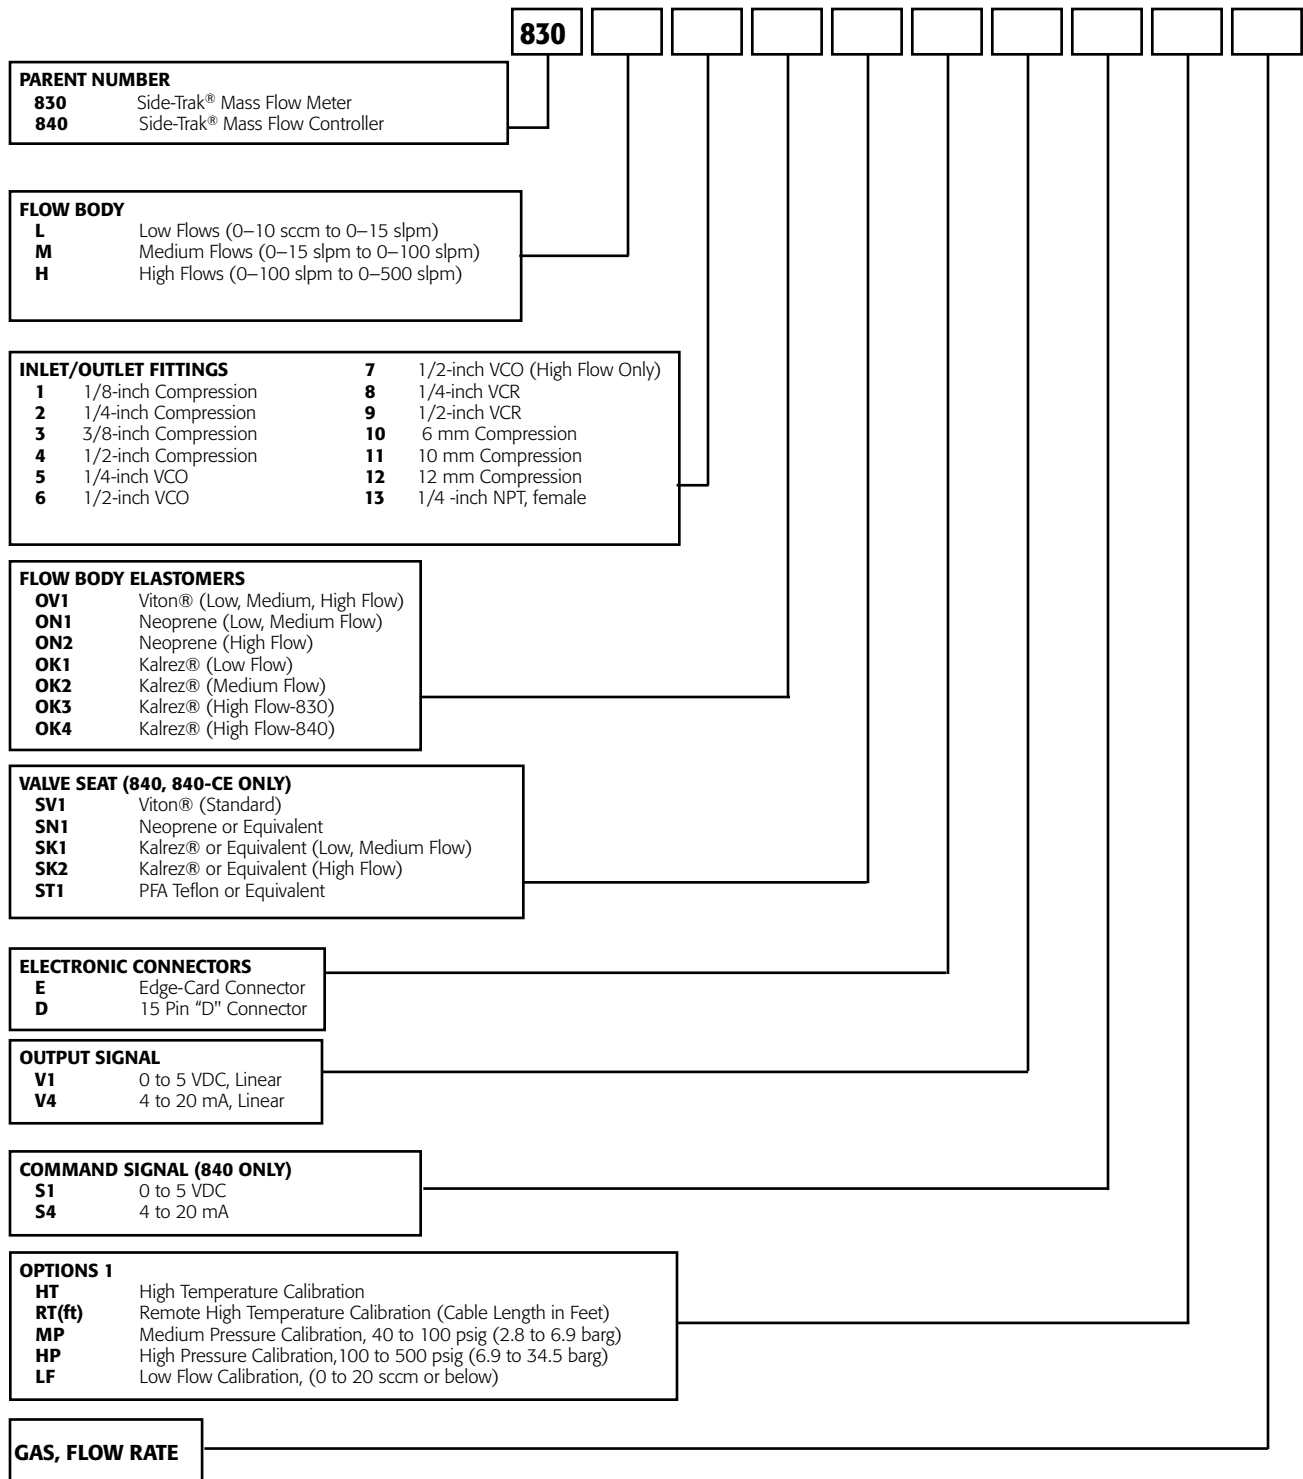 830
PARENT NUMBER
830 Side-Trak® Mass Flow Meter
840 Side-Trak® Mass Flow Controller
FLOW BODY
L Low Flows (0–10 sccm to 0–15 slpm)
M Medium Flows (0–15 slpm to 0–100 slpm)
H High Flows (0–100 slpm to 0–500 slpm)
INLET/OUTLET FITTINGS
1 1/8-inch Compression
2 1/4-inch Compression
3 3/8-inch Compression
4 1/2-inch Compression
5 1/4-inch VCO
6 1/2-inch VCO
7 1/2-inch VCO (High Flow Only)
8 1/4-inch VCR
9 1/2-inch VCR
10 6 mm Compression
11 10 mm Compression
12 12 mm Compression
13 1/4 -inch NPT, female
FLOW BODY ELASTOMERS
OV1 Viton® (Low, Medium, High Flow)
ON1 Neoprene (Low, Medium Flow)
ON2 Neoprene (High Flow)
OK1 Kalrez® (Low Flow)
OK2 Kalrez® (Medium Flow)
OK3 Kalrez® (High Flow-830)
OK4 Kalrez® (High Flow-840)
VALVE SEAT (840, 840-CE ONLY)
SV1 Viton® (Standard)
SN1 Neoprene or Equivalent
SK1 Kalrez® or Equivalent (Low, Medium Flow)
SK2 Kalrez® or Equivalent (High Flow)
ST1 PFA Teflon or Equivalent
ELECTRONIC CONNECTORS
E Edge-Card Connector
D 15 Pin “D" Connector
OUTPUT SIGNAL
V1 0 to 5 VDC, Linear
V4 4 to 20 mA, Linear
COMMAND SIGNAL (840 ONLY)
S1 0 to 5 VDC
S4 4 to 20 mA
OPTIONS 1
HT High Temperature Calibration
RT(ft) Remote High Temperature Calibration (Cable Length in Feet)
MP Medium Pressure Calibration, 40 to 100 psig (2.8 to 6.9 barg)
HP High Pressure Calibration,100 to 500 psig (6.9 to 34.5 barg)
LF Low Flow Calibration, (0 to 20 sccm or below)
GAS, FLOW RATE